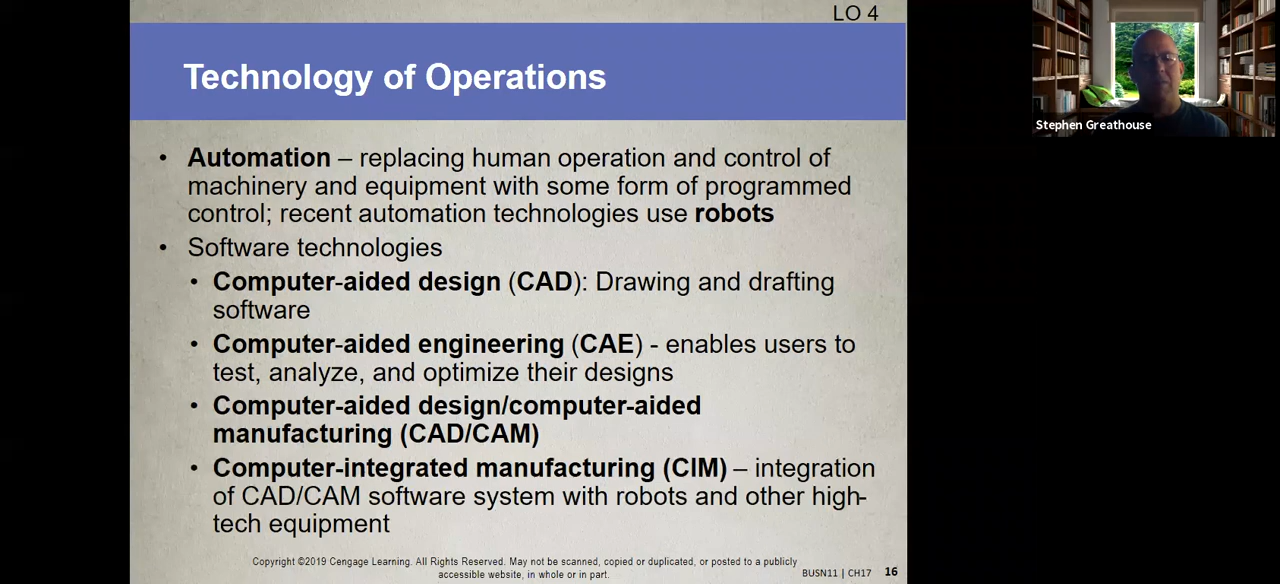 LO 4
Technology of Operations
• Automation – replacing human operation and control of
machinery and equipment with some form of programmed
control; recent automation technologies use robots
• Software technologies
• Computer-aided design (CAD): Drawing and drafting
software
• Computer-aided engineering (CAE) - enables users to
test, analyze, and optimize their designs
• Computer-aided design/computer-aided
manufacturing (CAD/CAM)
• Computer-integrated manufacturing (CIM) – integration
of CAD/CAM software system with robots and other high-
tech equipment
Copyright ©2019 Cengage Learning. All Rights Reserved. May not be scanned, copied or duplicated, or posted to a publicly
accessible website, in whole or in part.
BUSN11 | CH17 16
Stephen Greathouse